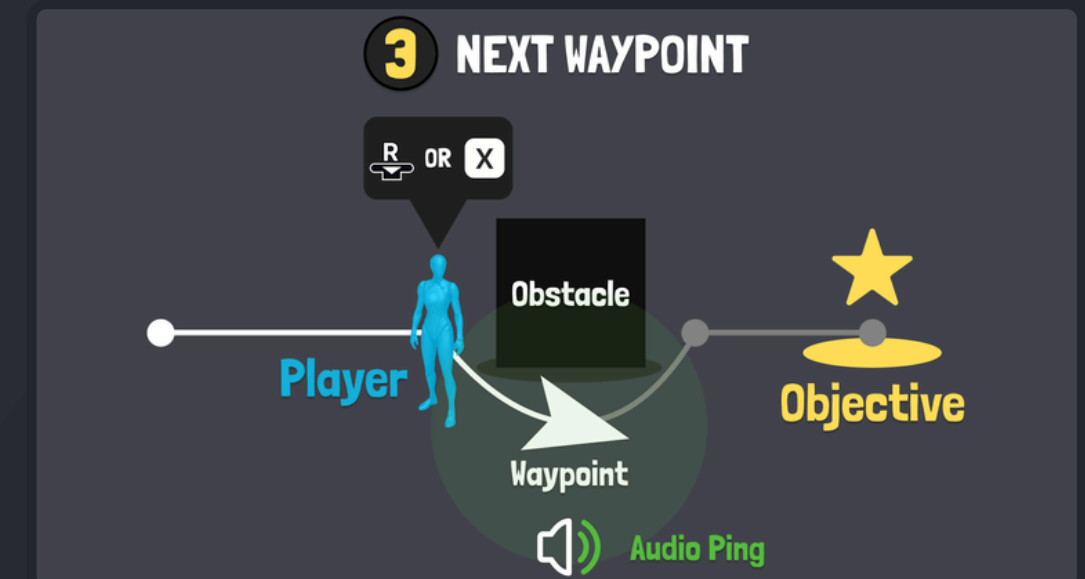 3 NEXT WAYPOINT
R OR X
Obstacle
Player
Objective
Waypoint
Audio Ping